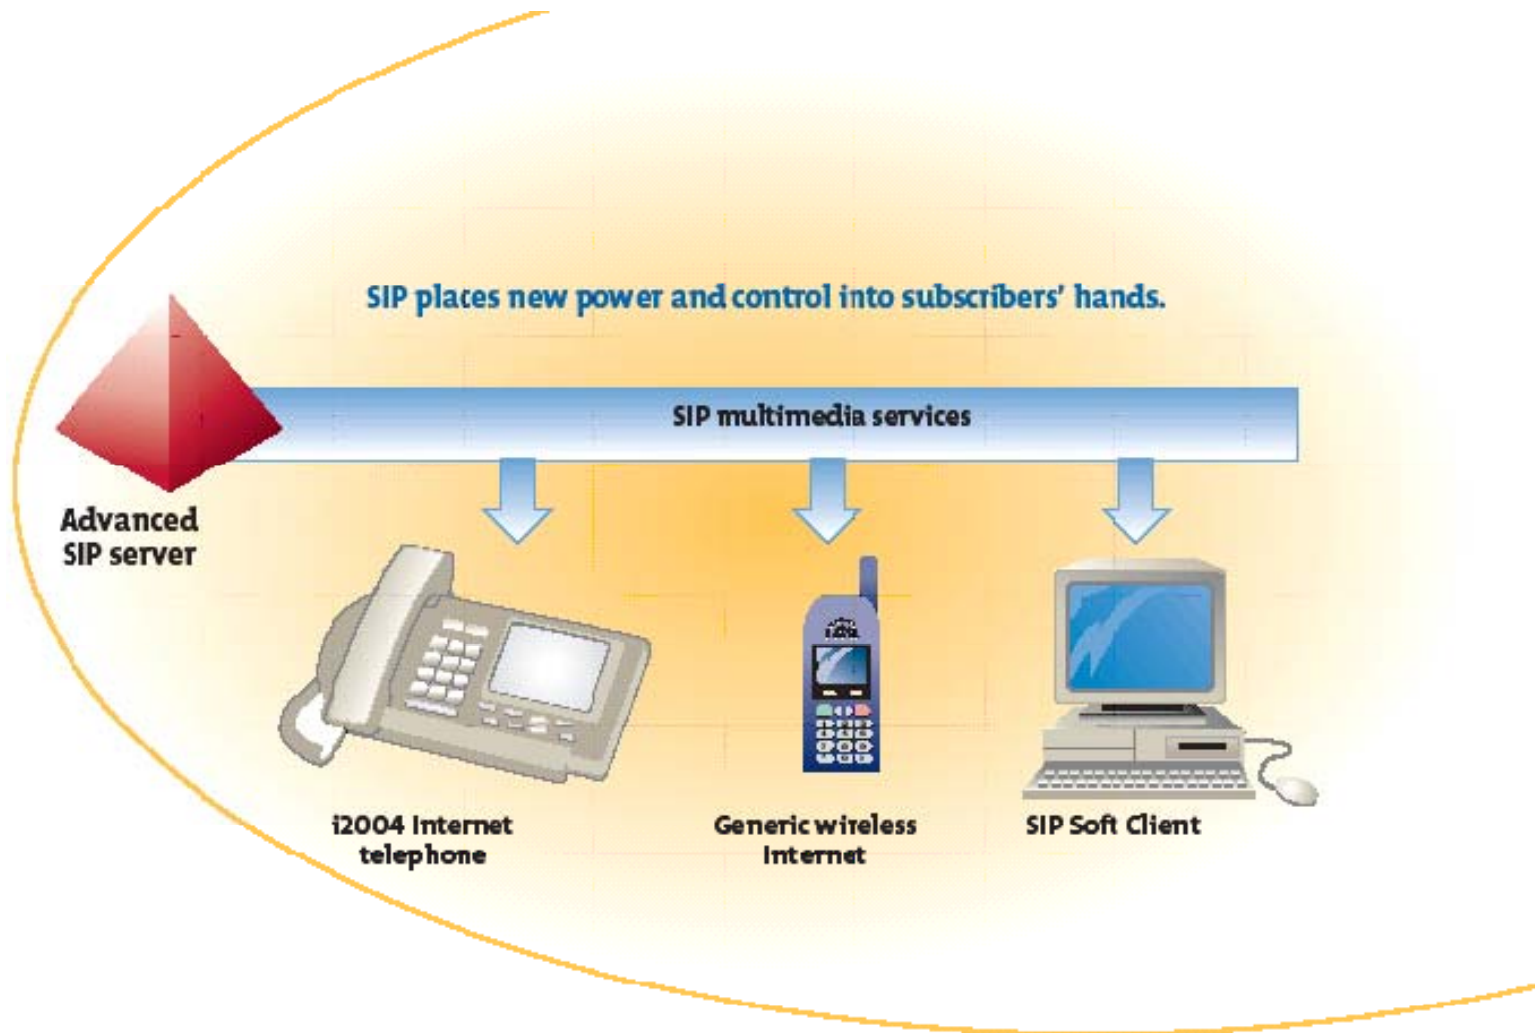 SIP places new power and control into subscribers' hands.
SIP multimedia services
Advanced
SIP server
i2004 Internet
telephone
Generic wireless
Internet
SIP Soft Client